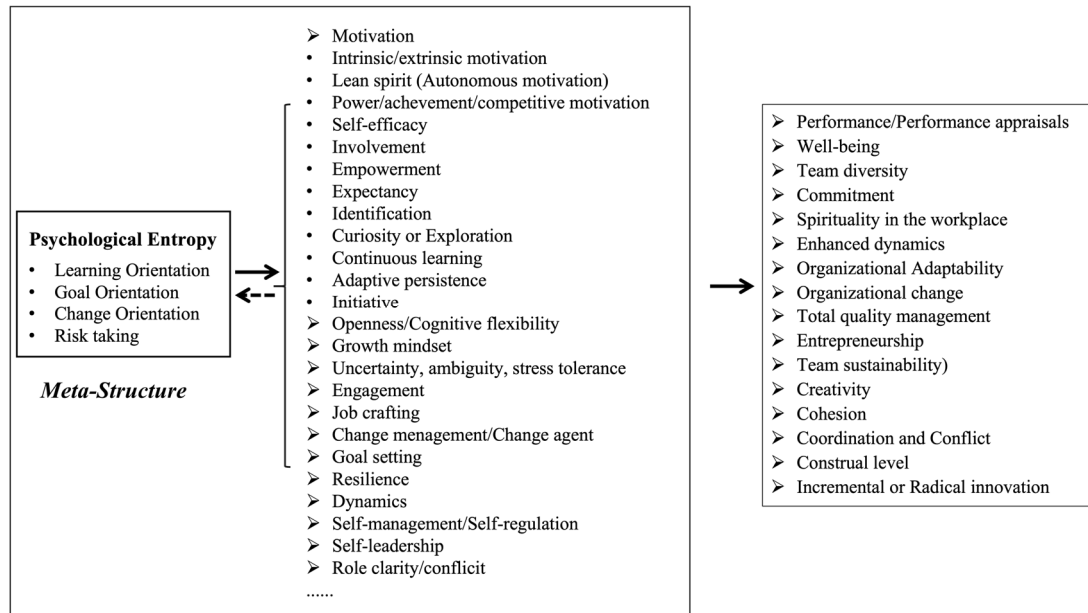 Psychological Entropy
• Learning Orientation
• Goal Orientation
• Change Orientation
• Risk taking
Meta-Structure
➢ Motivation
• Intrinsic/extrinsic motivation
• Lean spirit (Autonomous motivation)
• Power/achevement/competitive motivation
• Self-efficacy
• Involvement
• Empowerment
• Expectancy
• Identification
• Curiosity or Exploration
• Continuous learning
• Adaptive persistence
• Initiative
➢ Openness/Cognitive flexibility
➢ Growth mindset
➢ Uncertainty, ambiguity, stress tolerance
➢ Engagement
➢ Job crafting
➢ Change menagement/Change agent
➢ Goal setting
➢ Resilience
➢ Dynamics
➢ Self-management/Self-regulation
➢ Self-leadership
➢ Role clarity/conflicit
......
➢ Performance/Performance appraisals
➢ Well-being
➢ Team diversity
➢ Commitment
➢ Spirituality in the workplace
➢ Enhanced dynamics
➢ Organizational Adaptability
➢ Organizational change
➢ Total quality management
➢ Entrepreneurship
➢ Team sustainability)
➢ Creativity
➢ Cohesion
➢ Coordination and Conflict
➢ Construal level
➢ Incremental or Radical innovation